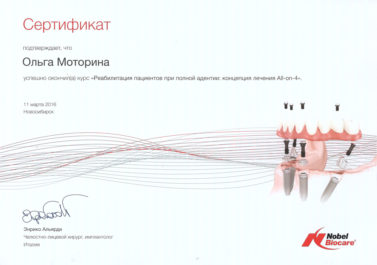 Сертификат
подтверждает, что
Ольга Моторина
успешно окончил(а) курс «Реабилитация пациентов при полной адентии: концепция лечения All-on-4».
11 марта 2016
Новосибирск
Энрико Альерди
Челюстно-лицевой хирург, имплантолог
Италия
Nobel
Biocare®